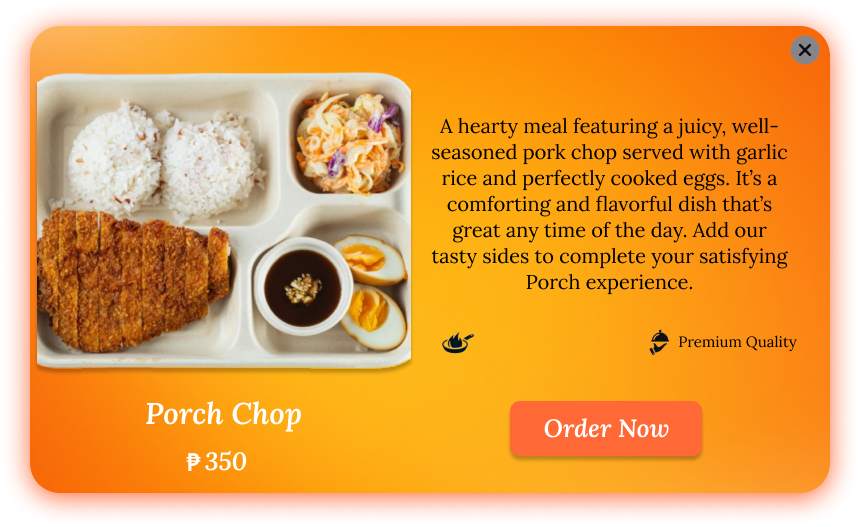 A hearty meal featuring a juicy, well-
seasoned pork chop served with garlic
rice and perfectly cooked eggs. It’s a
comforting and flavorful dish that’s
great any time of the day. Add our
tasty sides to complete your satisfying
Porch experience.
Premium Quality
Porch Chop
₱ 350
Order Now